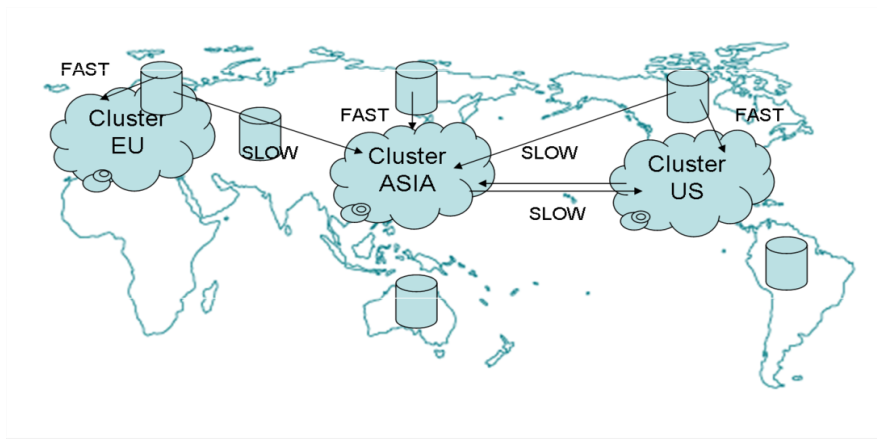 FAST
Cluster
EU
SLOW
FAST
Cluster
ASIA
SLOW
SLOW
FAST
Cluster
US